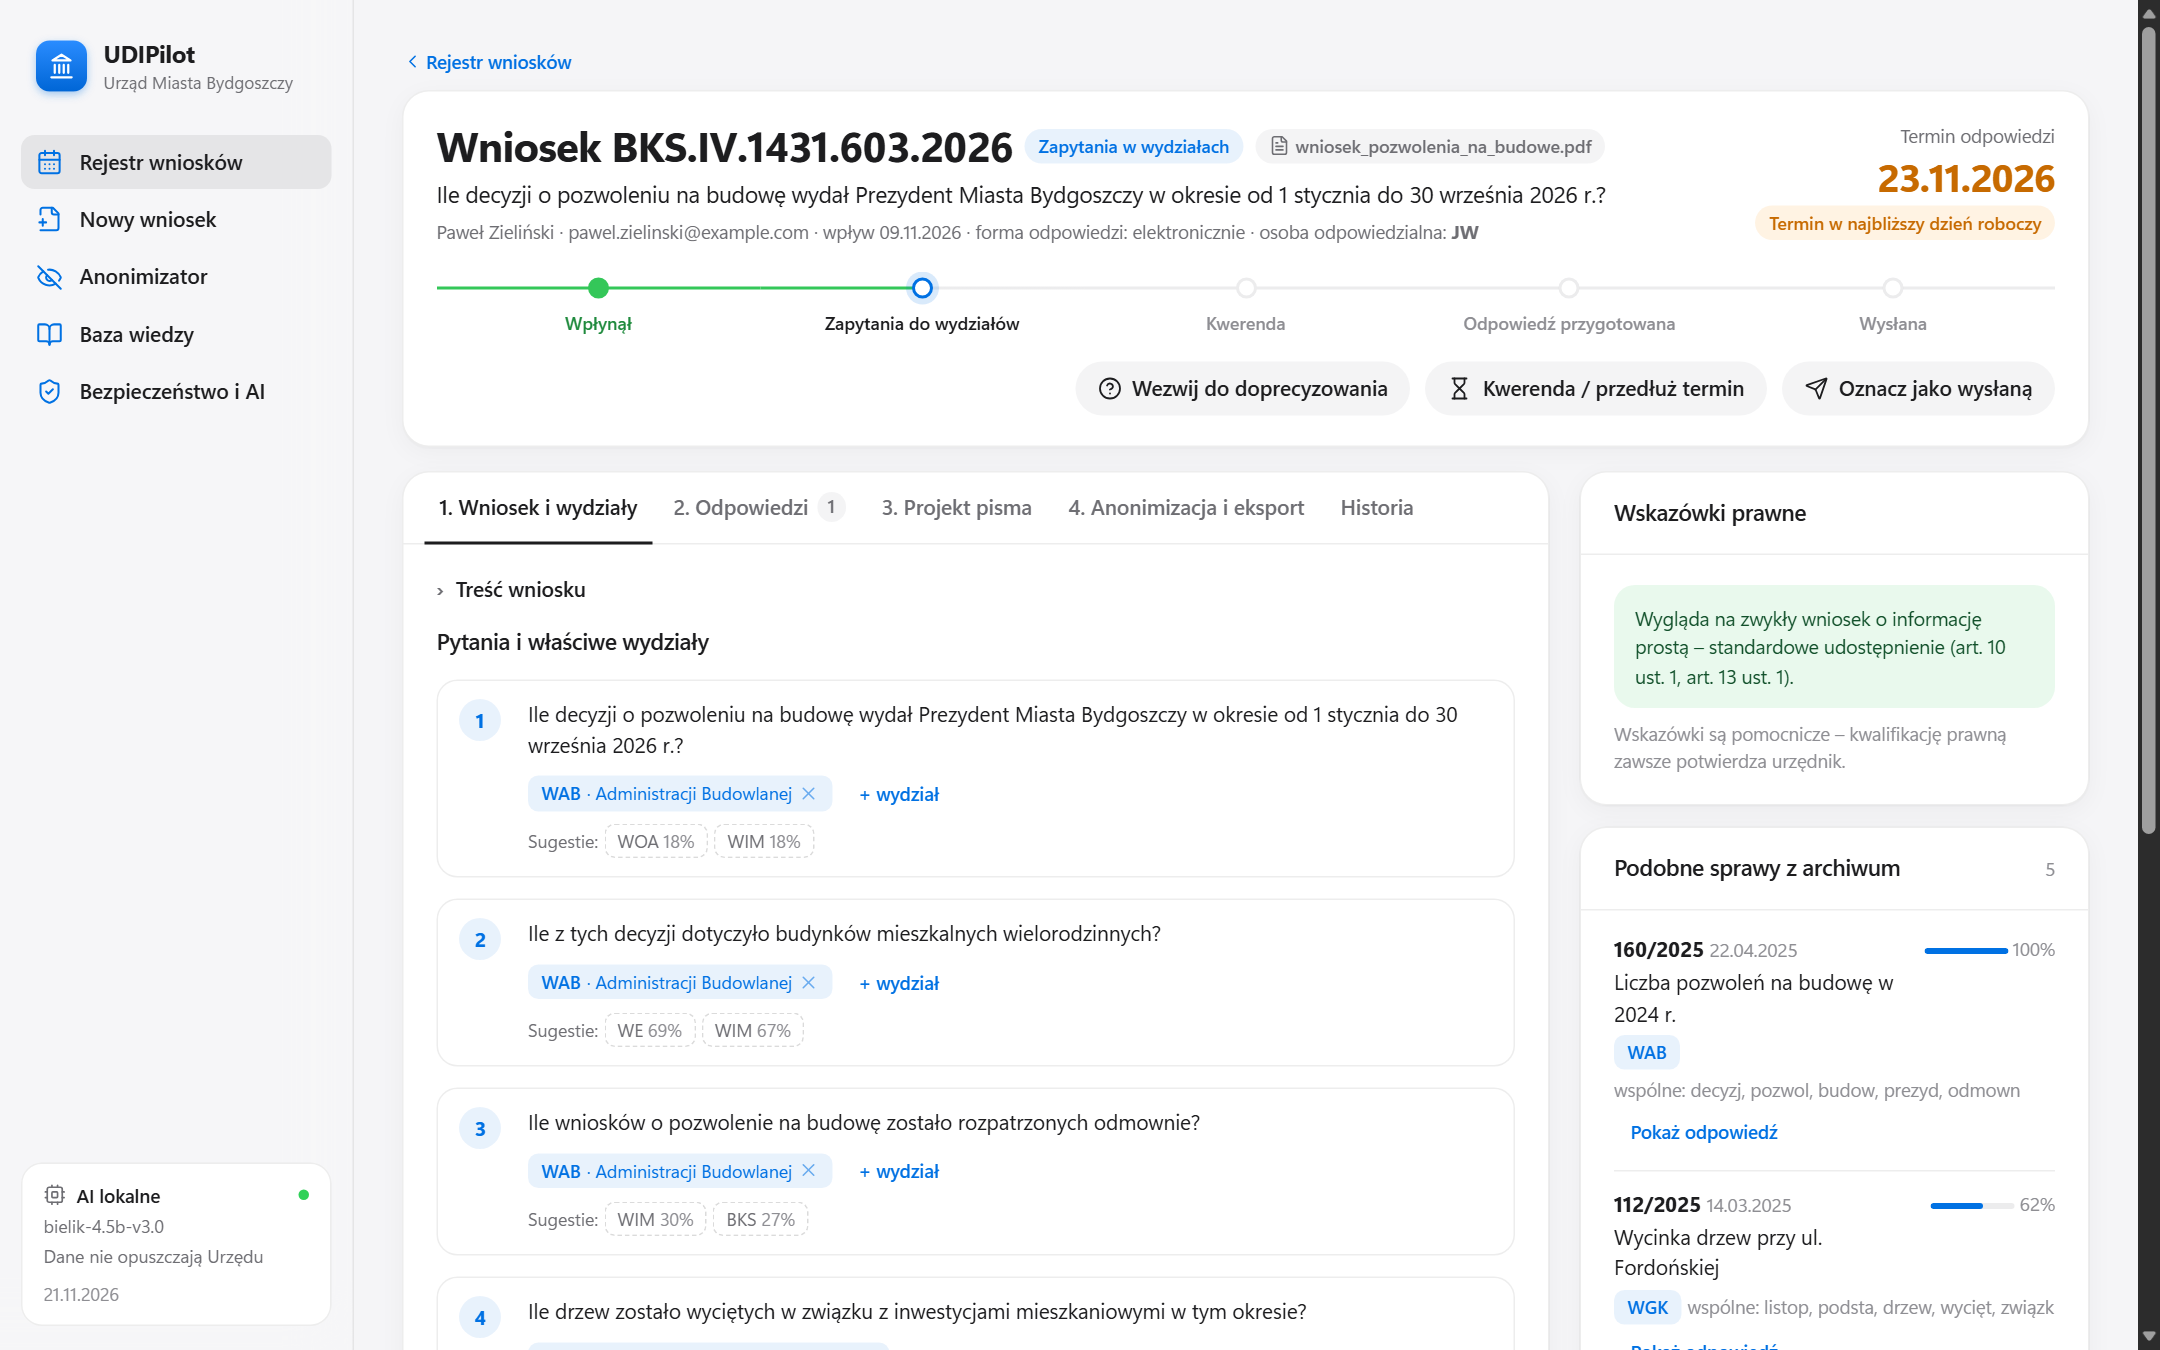 UDIPilot
Urząd Miasta Bydgoszczy
Rejestr wniosków
Nowy wniosek
Anonimizator
Baza wiedzy
Bezpieczeństwo i AI
AI lokalne
bielik-4.5b-v3.0
Dane nie opuszczają Urzędu
21.11.2026
Rejestr wniosków
Wniosek BKS.IV.1431.603.2026 Zapytania w wydziałach wniosek_pozwolenia_na_budowe.pdf
Ile decyzji o pozwoleniu na budowę wydał Prezydent Miasta Bydgoszczy w okresie od 1 stycznia do 30 września 2026 r.?
Paweł Zieliński · pawel.zielinski@example.com · wpływ 09.11.2026 · forma odpowiedzi: elektronicznie · osoba odpowiedzialna: JW
Termin odpowiedzi
23.11.2026
Termin w najbliższy dzień roboczy
Wpłynął
Zapytania do wydziałów
Kwerenda
Odpowiedź przygotowana
Wysłana
Wezwij do doprecyzowania
Kwerenda / przedłuż termin
Oznacz jako wysłaną
1. Wniosek i wydziały
2. Odpowiedzi 1
3. Projekt pisma
4. Anonimizacja i eksport
Historia
› Treść wniosku
Pytania i właściwe wydziały
1
Ile decyzji o pozwoleniu na budowę wydał Prezydent Miasta Bydgoszczy w okresie od 1 stycznia do 30
września 2026 r.?
WAB · Administracji Budowlanej × + wydział
Sugestie: WOA 18% WIM 18%
2
Ile z tych decyzji dotyczyło budynków mieszkalnych wielorodzinnych?
WAB · Administracji Budowlanej × + wydział
Sugestie: WE 69% WIM 67%
3
Ile wniosków o pozwolenie na budowę zostało rozpatrzonych odmownie?
WAB · Administracji Budowlanej × + wydział
Sugestie: WIM 30% BKS 27%
4
Ile drzew zostało wyciętych w związku z inwestycjami mieszkaniowymi w tym okresie?
Wskazówki prawne
Wygląda na zwykły wniosek o informację
prostą – standardowe udostępnienie (art. 10
ust. 1, art. 13 ust. 1).
Wskazówki są pomocnicze – kwalifikację prawną
zawsze potwierdza urzędnik.
Podobne sprawy z archiwum 5
160/2025 22.04.2025 100%
Liczba pozwoleń na budowę w
2024 r.
WAB
wspólne: decyzj, pozwol, budow, prezyd, odmown
Pokaż odpowiedź
112/2025 14.03.2025 62%
Wycinka drzew przy ul.
Fordońskiej
WGK wspólne: listop, podsta, drzew, wycięt, związk
Pokaż odpowiedź